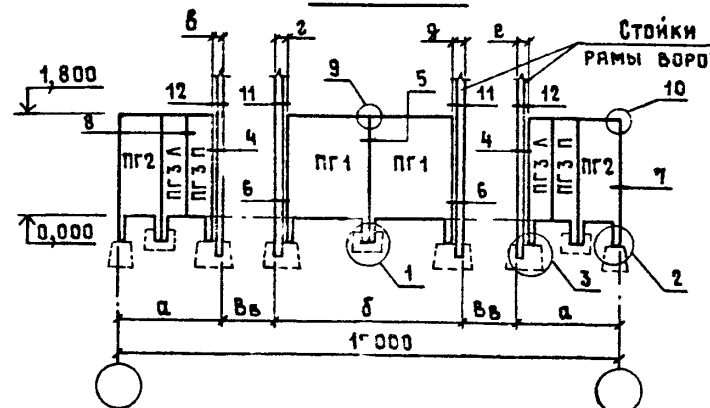 в г д е
Стойки
рамы воро
1,800
12 11 9 5 11 12 10
8 4 4
ПГ2 ПГ3 Л ПГ3 П ПГ1 ПГ1 ПГ3 Л ПГ3 П ПГ2
7
6 6
0,000
1 3 2
а Вв б Вв а